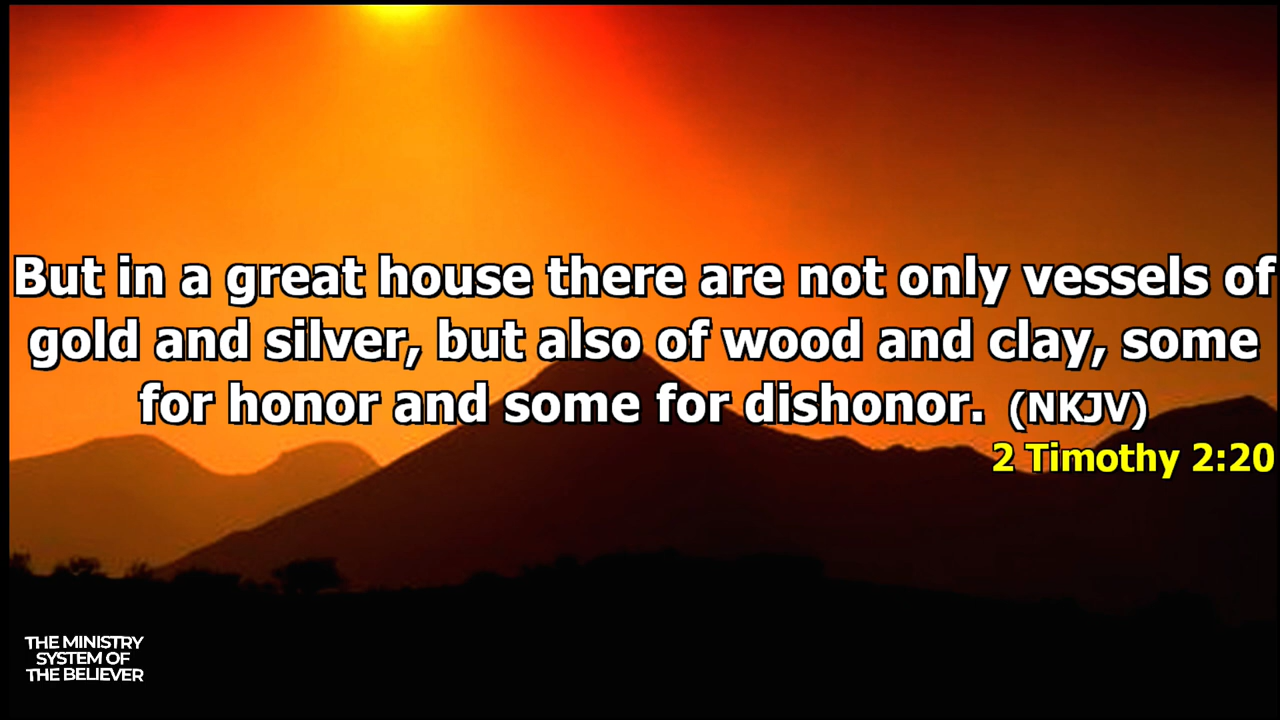 But in a great house there are not only vessels of
gold and silver, but also of wood and clay, some
for honor and some for dishonor. (NKJV)
2 Timothy 2:20
THE MINISTRY
SYSTEM OF
THE BELIEVER